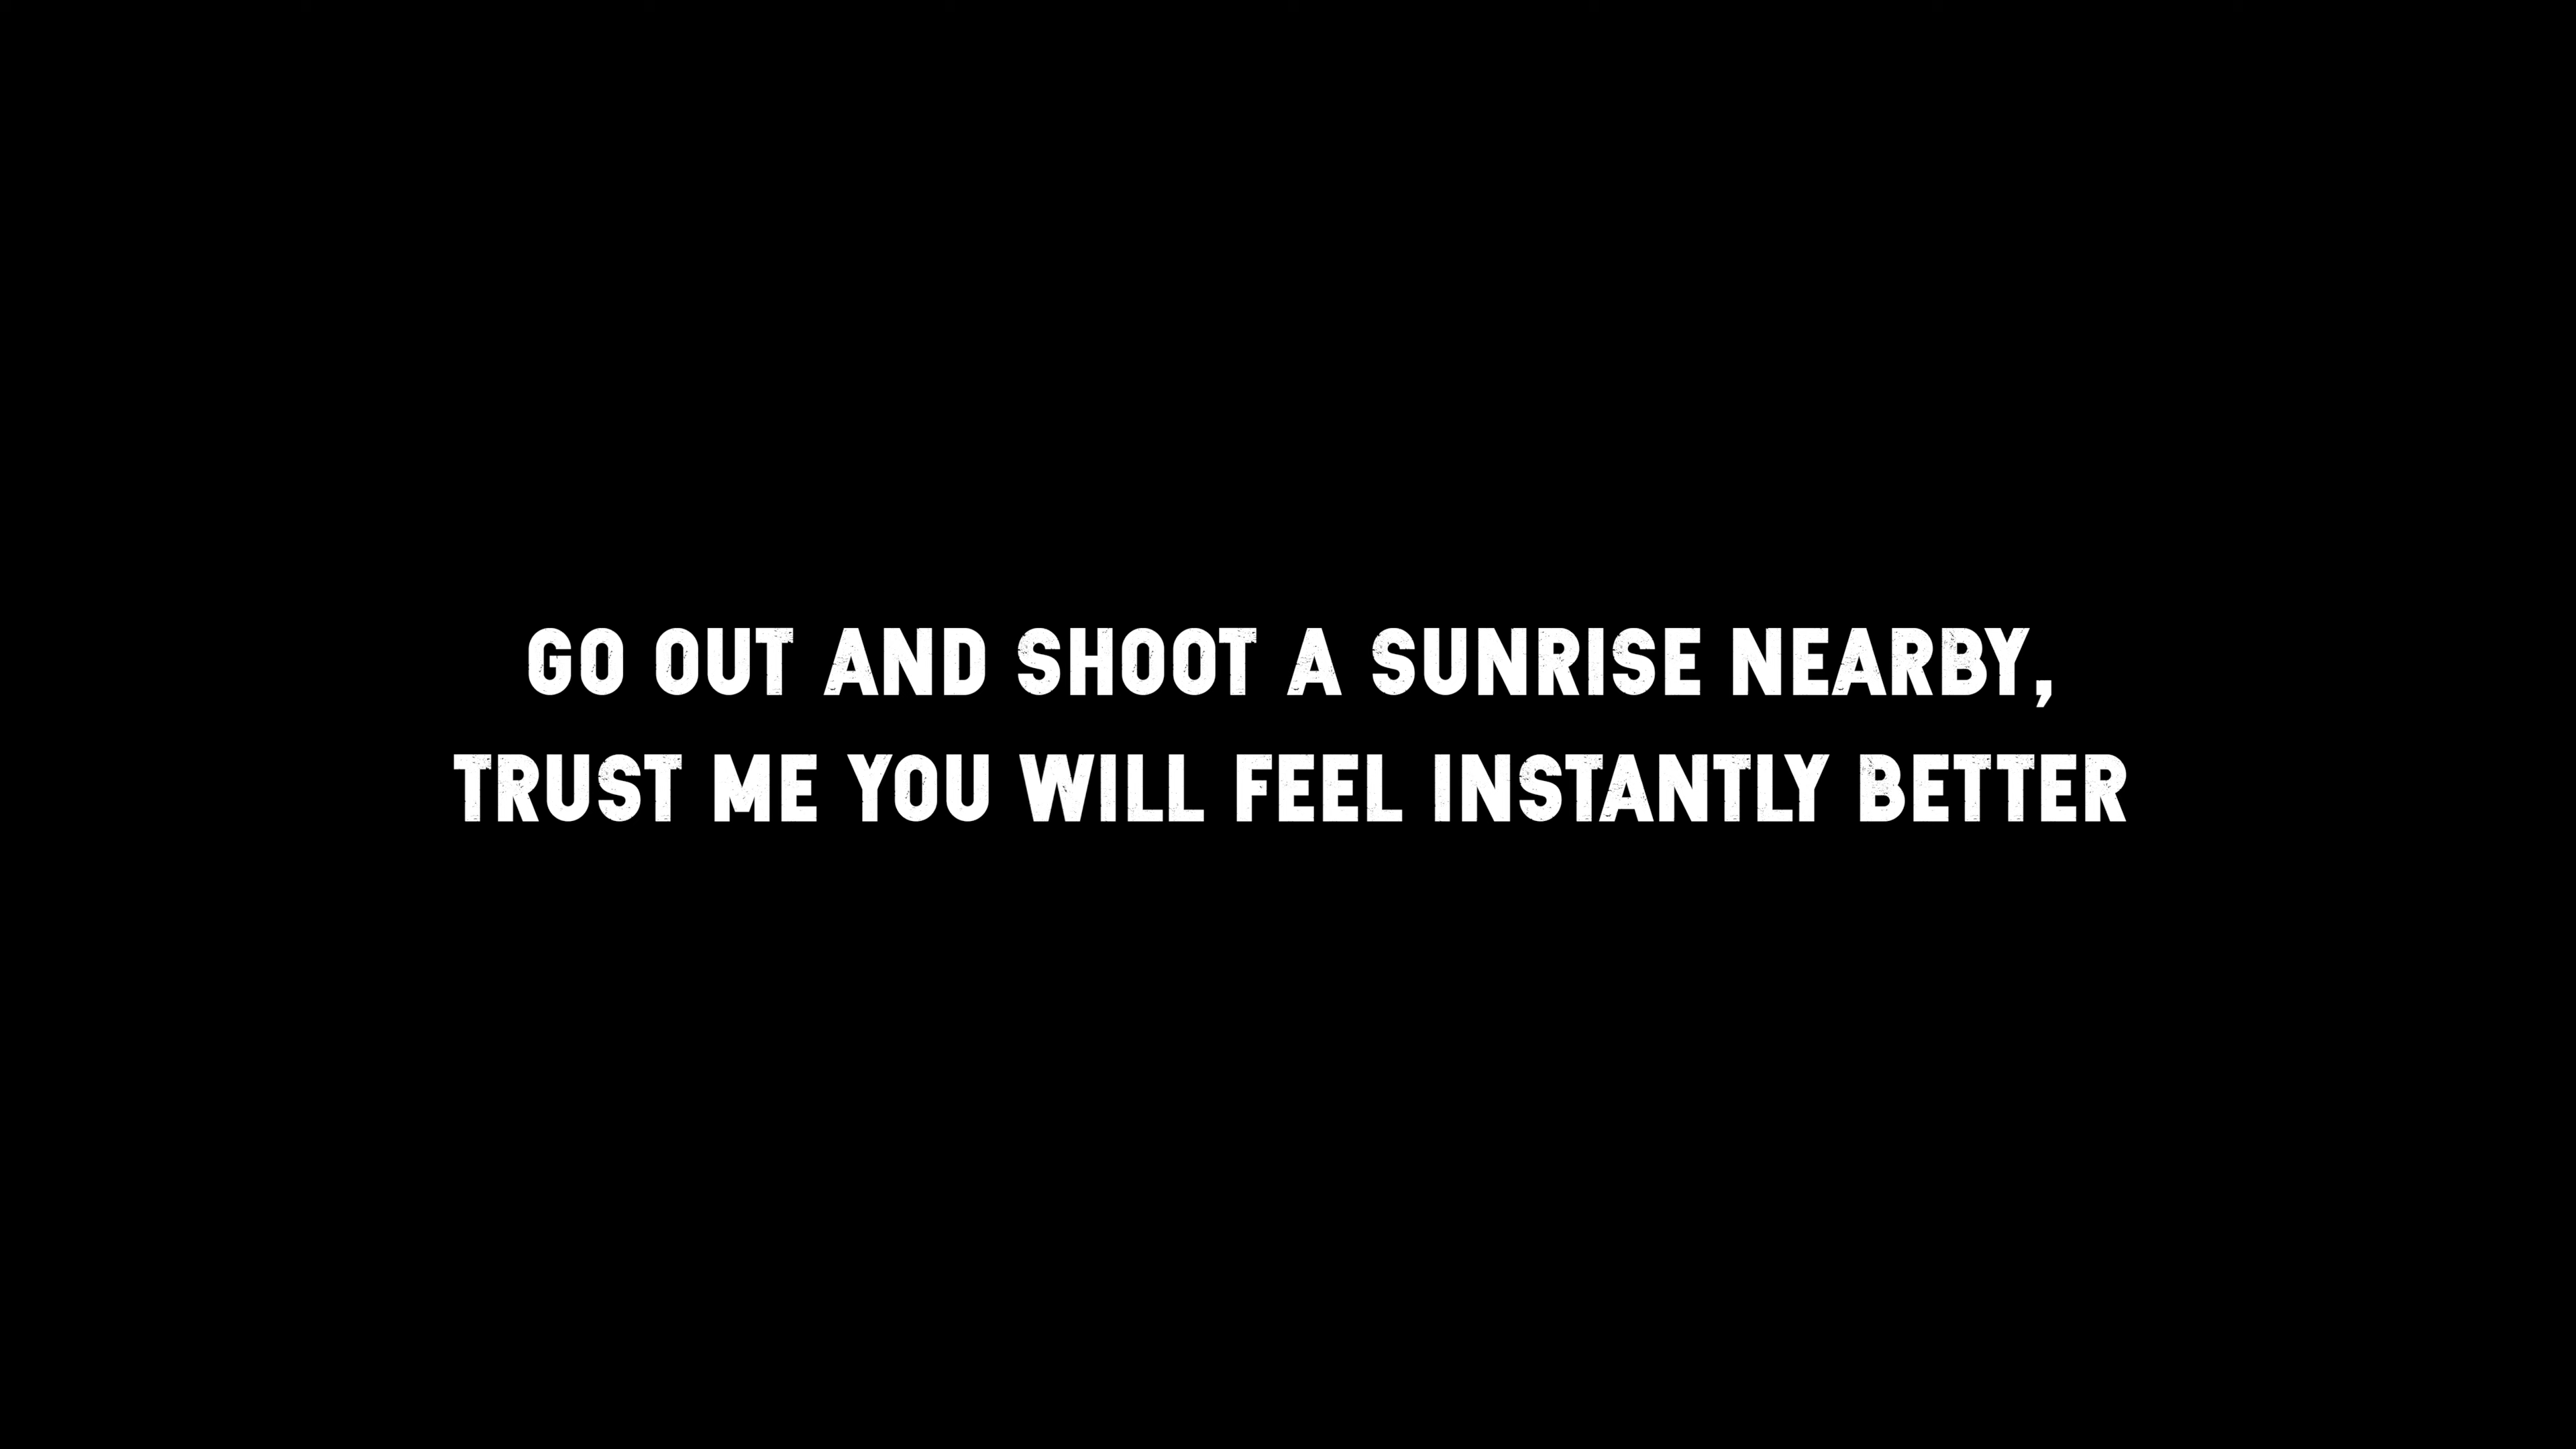 GO OUT AND SHOOT A SUNRISE NEARBY,
TRUST ME YOU WILL FEEL INSTANTLY BETTER